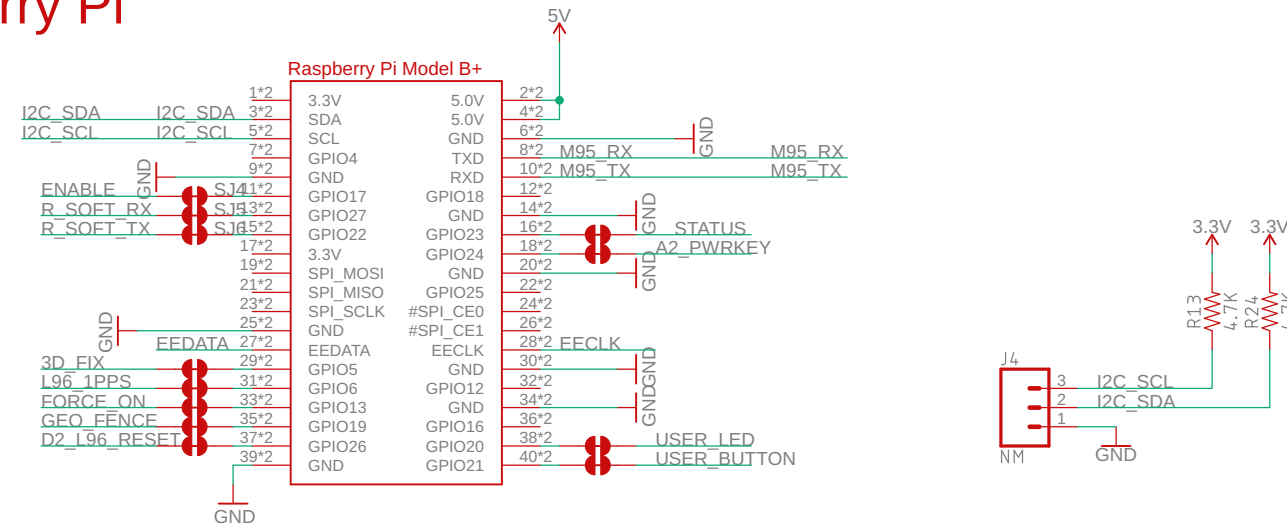 rry Pi
5V
Raspberry Pi Model B+
1*2 3.3V 5.0V 2*2
I2C_SDA I2C_SDA 3*2 SDA 5.0V 4*2
I2C_SCL I2C_SCL 5*2 SCL GND 6*2 GND
7*2 GPIO4 TXD 8*2 M95_RX M95_RX
GND 9*2 GND RXD 10*2 M95_TX M95_TX
ENABLE SJ4 11*2 GPIO17 GPIO18 12*2
R_SOFT_RX SJ5 13*2 GPIO27 GND 14*2 GND
R_SOFT_TX SJ6 15*2 GPIO22 GPIO23 16*2 STATUS
17*2 3.3V GPIO24 18*2 A2_PWRKEY
19*2 SPI_MOSI GND 20*2 GND
21*2 SPI_MISO GPIO25 22*2
23*2 SPI_SCLK #SPI_CE0 24*2
GND 25*2 GND #SPI_CE1 26*2
EEDATA 27*2 EEDATA EECLK 28*2 EECLK
3D_FIX 29*2 GPIO5 GND 30*2 GND
L96_1PPS 31*2 GPIO6 GPIO12 32*2
FORCE_ON 33*2 GPIO13 GND 34*2 GND
GEO_FENCE 35*2 GPIO19 GPIO16 36*2
D2_L96_RESET 37*2 GPIO26 GPIO20 38*2 USER_LED
39*2 GND GPIO21 40*2 USER_BUTTON
GND
3.3V 3.3V
R13 4.7K R24
J4
3 I2C_SCL
2 I2C_SDA
1
NM GND